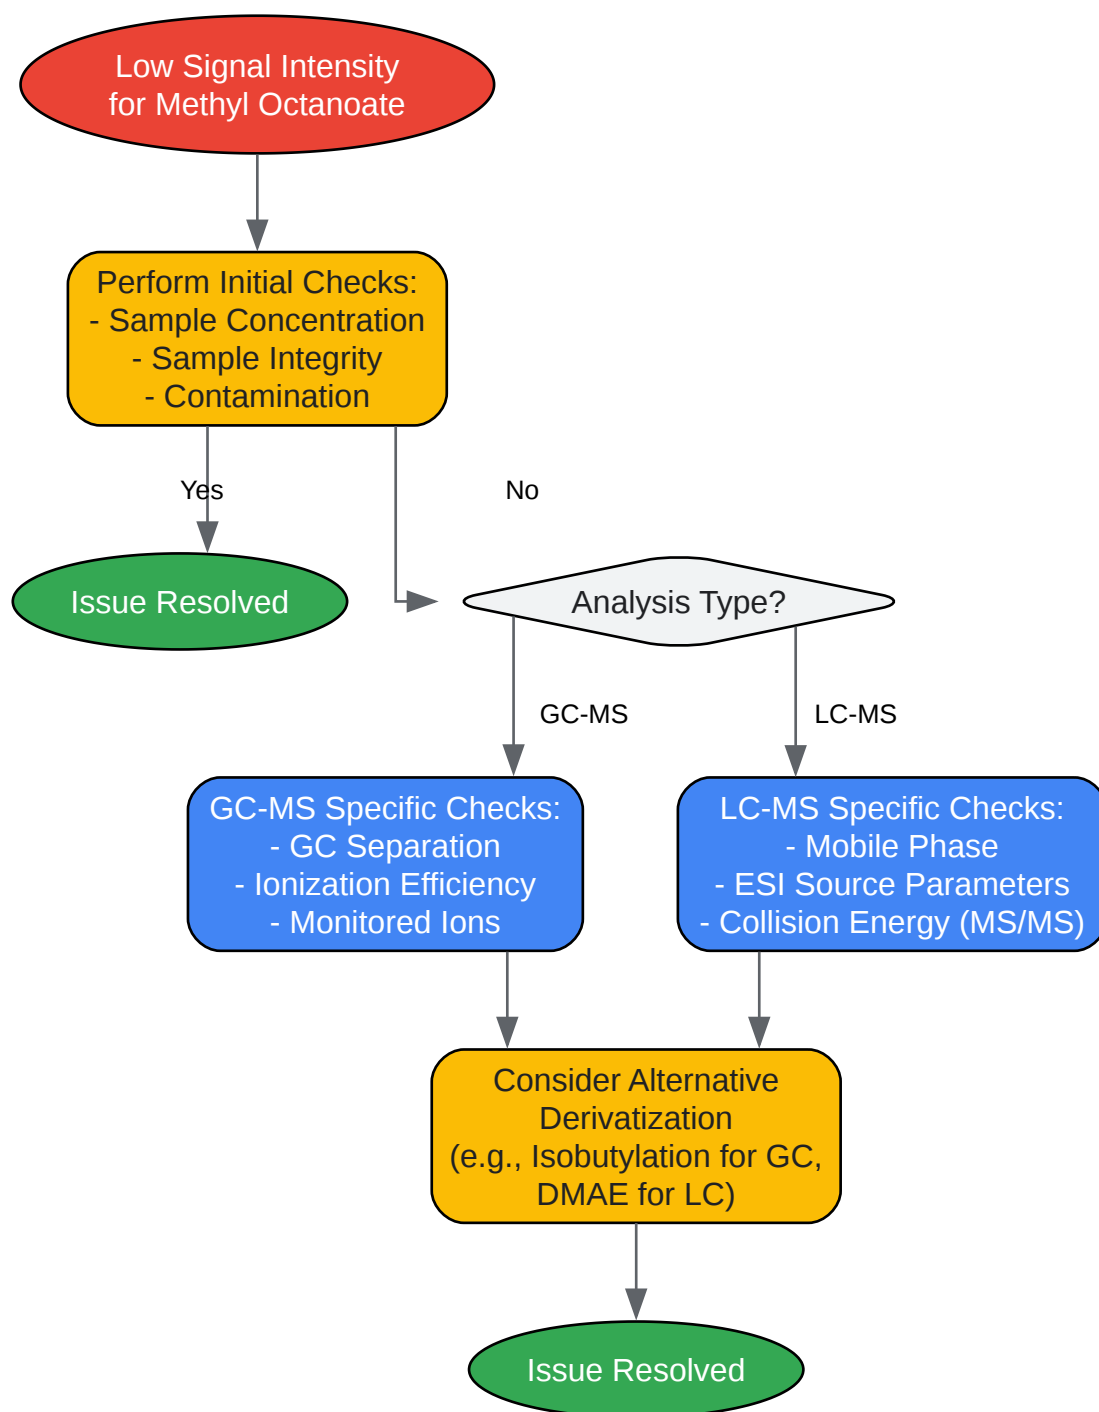 Low Signal Intensity
for Methyl Octanoate
Perform Initial Checks:
- Sample Concentration
- Sample Integrity
- Contamination
Yes
No
Issue Resolved
Analysis Type?
GC-MS
LC-MS
GC-MS Specific Checks:
- GC Separation
- Ionization Efficiency
- Monitored Ions
LC-MS Specific Checks:
- Mobile Phase
- ESI Source Parameters
- Collision Energy (MS/MS)
Consider Alternative
Derivatization
(e.g., Isobutylation for GC,
DMAE for LC)
Issue Resolved